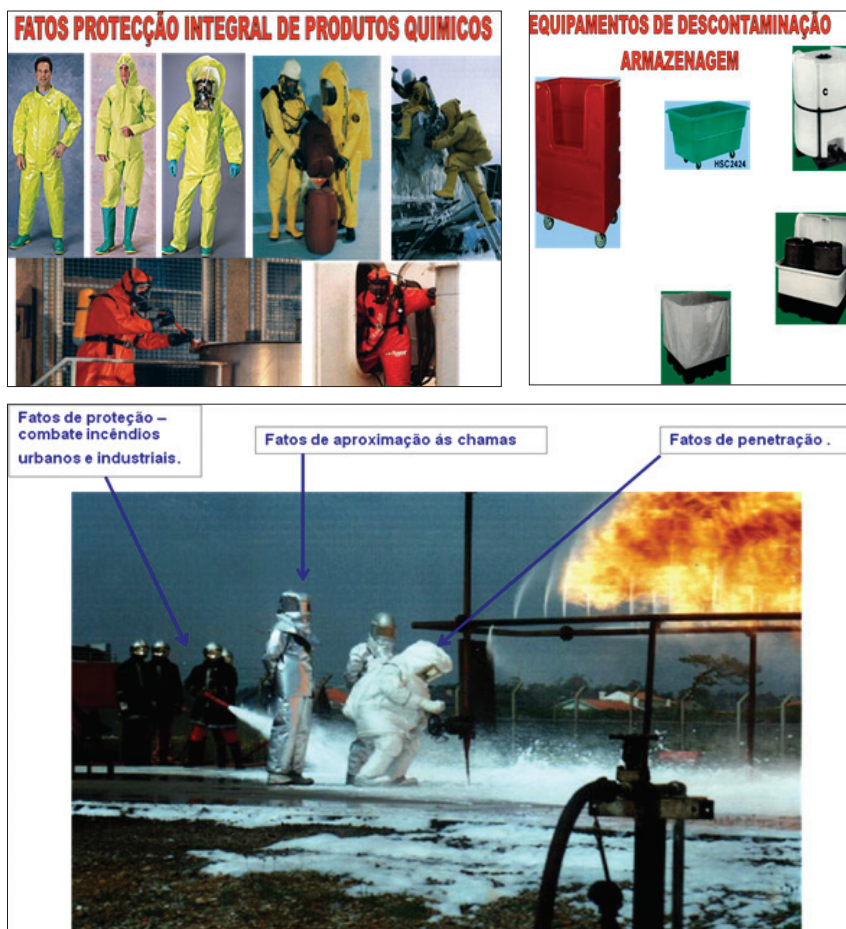 FATOS PROTECÇÃO INTEGRAL DE PRODUTOS QUIMICOS
EQUIPAMENTOS DE DESCONTAMINAÇÃO
ARMAZENAGEM
C
HSC2424
Fatos de proteção –
combate incêndios
urbanos e industriais.
Fatos de aproximação ás chamas
Fatos de penetração .